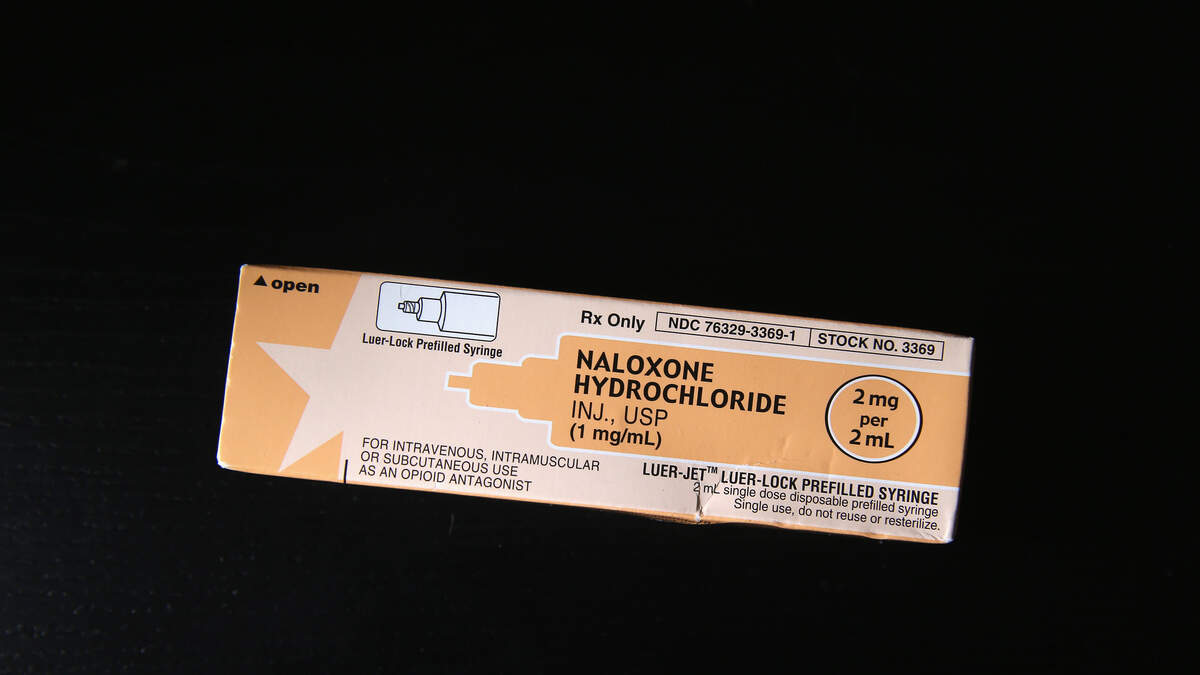 open
Luer-Lock Prefilled Syringe
Rx Only
NDC 76329-3369-1
STOCK NO. 3369
NALOXONE
HYDROCHLORIDE
INJ., USP
(1 mg/mL)
2 mg
per
2 mL
FOR INTRAVENOUS, INTRAMUSCULAR
OR SUBCUTANEOUS USE
AS AN OPIOID ANTAGONIST
LUER-JET™ LUER-LOCK PREFILLED SYRINGE
2 mL single dose disposable prefilled syringe
Single use, do not reuse or resterilize.